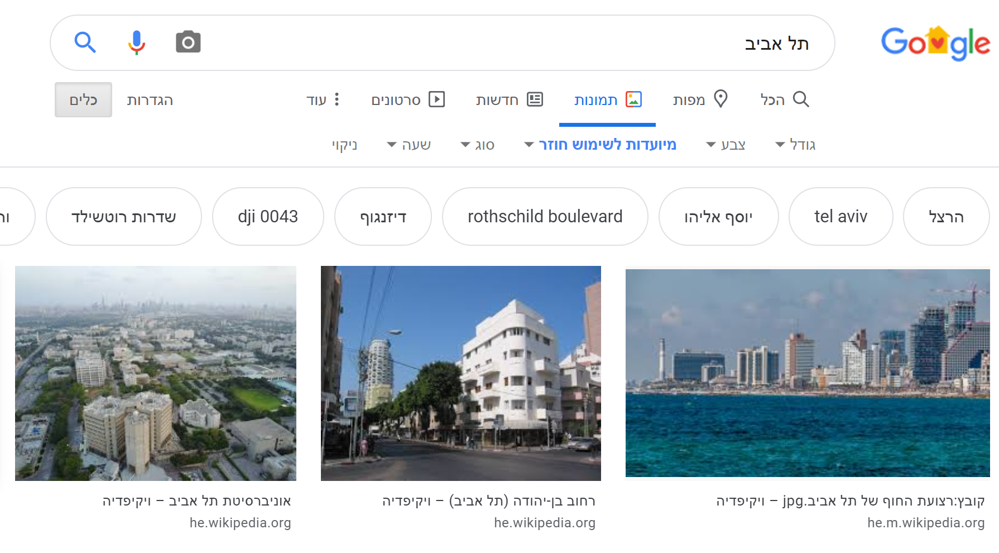 תל אביב
Google
הכל
מפות
תמונות
חדשות
סרטונים
עוד
הגדרות
כלים
גודל
צבע
מיועדות לשימוש חוזר
סוג
שעה
ניקוי
הרצל
tel aviv
יוסף אליהו
rothschild boulevard
דיזנגוף
dji 0043
שדרות רוטשילד
קובץ:רצועת החוף של תל אביב.jpg – ויקיפדיה
he.m.wikipedia.org
רחוב בן-יהודה (תל אביב) – ויקיפדיה
he.wikipedia.org
אוניברסיטת תל אביב – ויקיפדיה
he.wikipedia.org